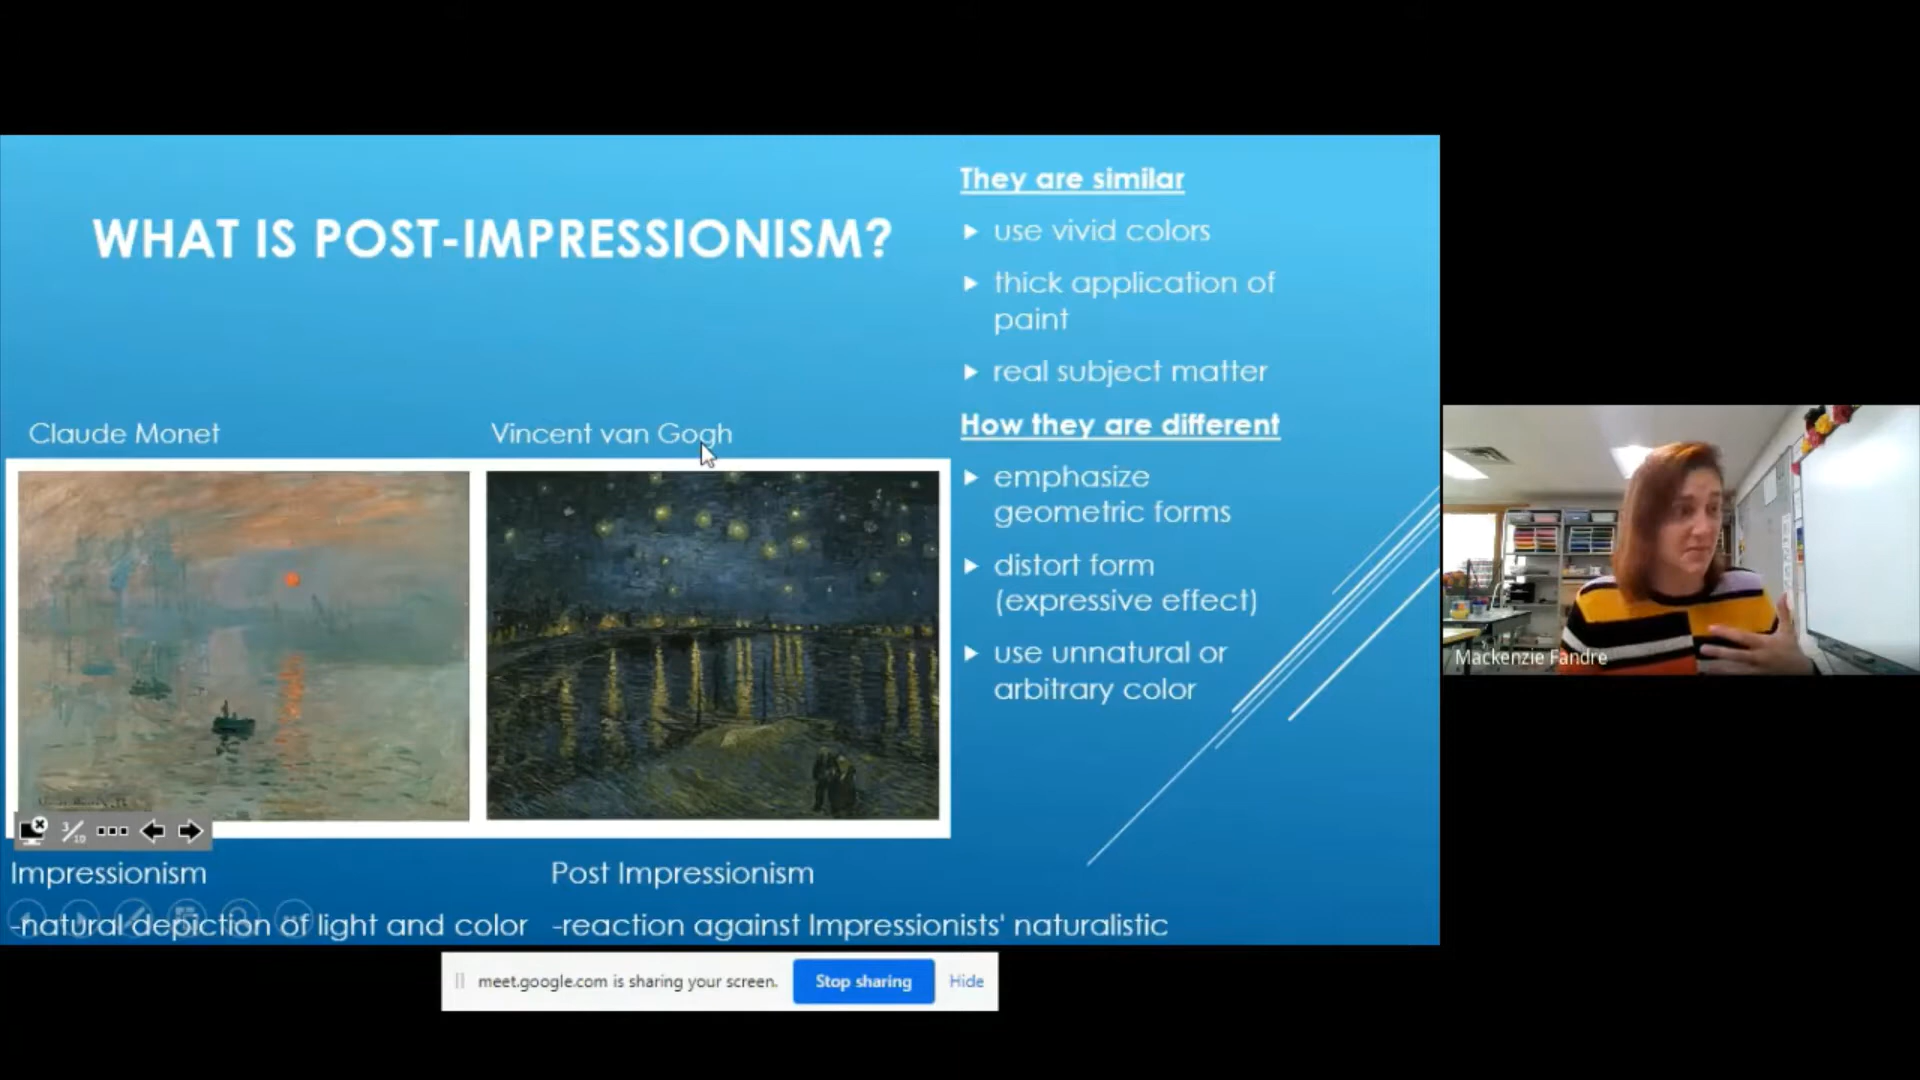 WHAT IS POST-IMPRESSIONISM?
Claude Monet
Vincent van Gogh
They are similar
use vivid colors
thick application of
paint
real subject matter
How they are different
emphasize
geometric forms
distort form
(expressive effect)
use unnatural or
arbitrary color
3/10
Impressionism
-natural depiction of light and color
Post Impressionism
-reaction against Impressionists' naturalistic
Mackenzie Fandre
meet.google.com is sharing your screen.
Stop sharing
Hide